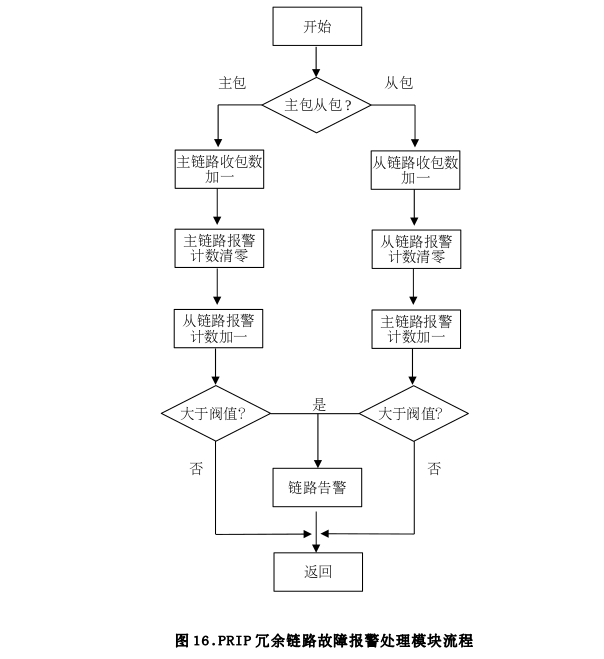 开始
主包
从包
主包从包?
主链路收包数
加一
从链路收包数
加一
主链路报警
计数清零
从链路报警
计数清零
从链路报警
计数加一
主链路报警
计数加一
大于阀值?
是
大于阀值?
否
链路告警
否
返回
图 16.PRIP 冗余链路故障报警处理模块流程